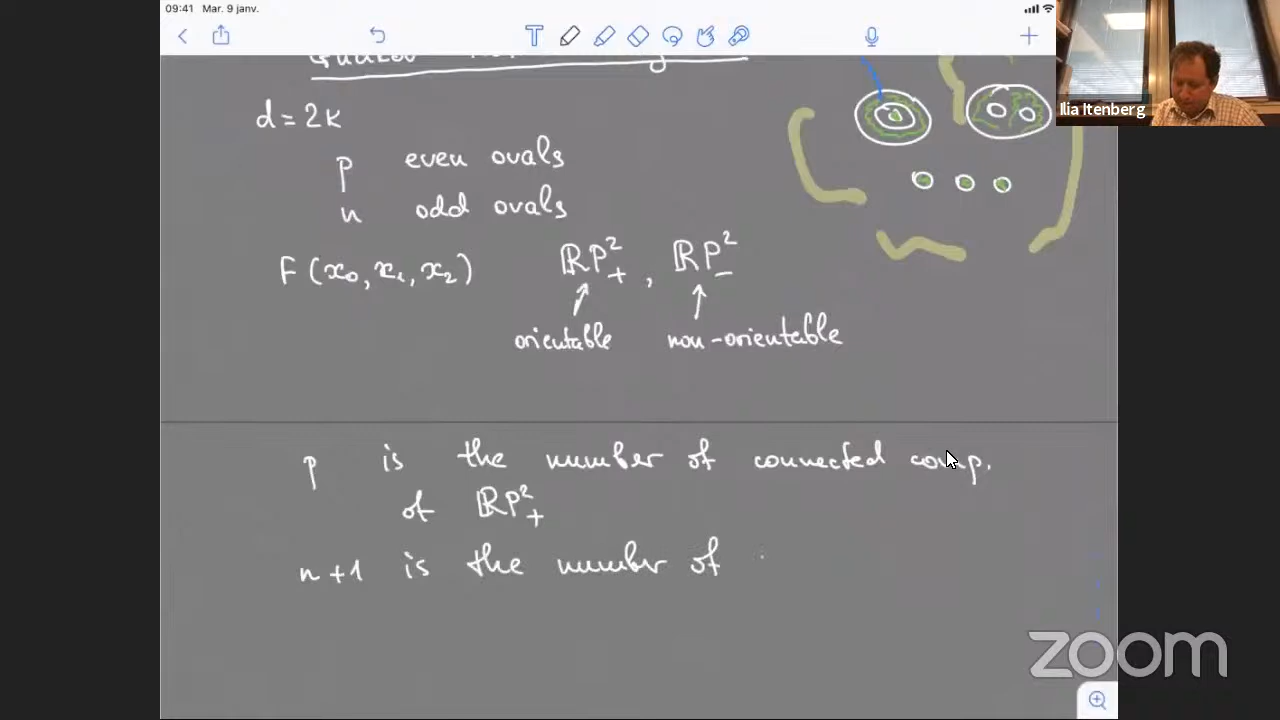 09:41 Mar. 9 janv.
d = 2k
p even ovals
n odd ovals
F (x₀, x₁, x₂) ℝP²₊ , ℝP²₋
orientable non-orientable
p is the number of connected comp.
of ℝP²₊
n+1 is the number of
Ilia Itenberg
zoom